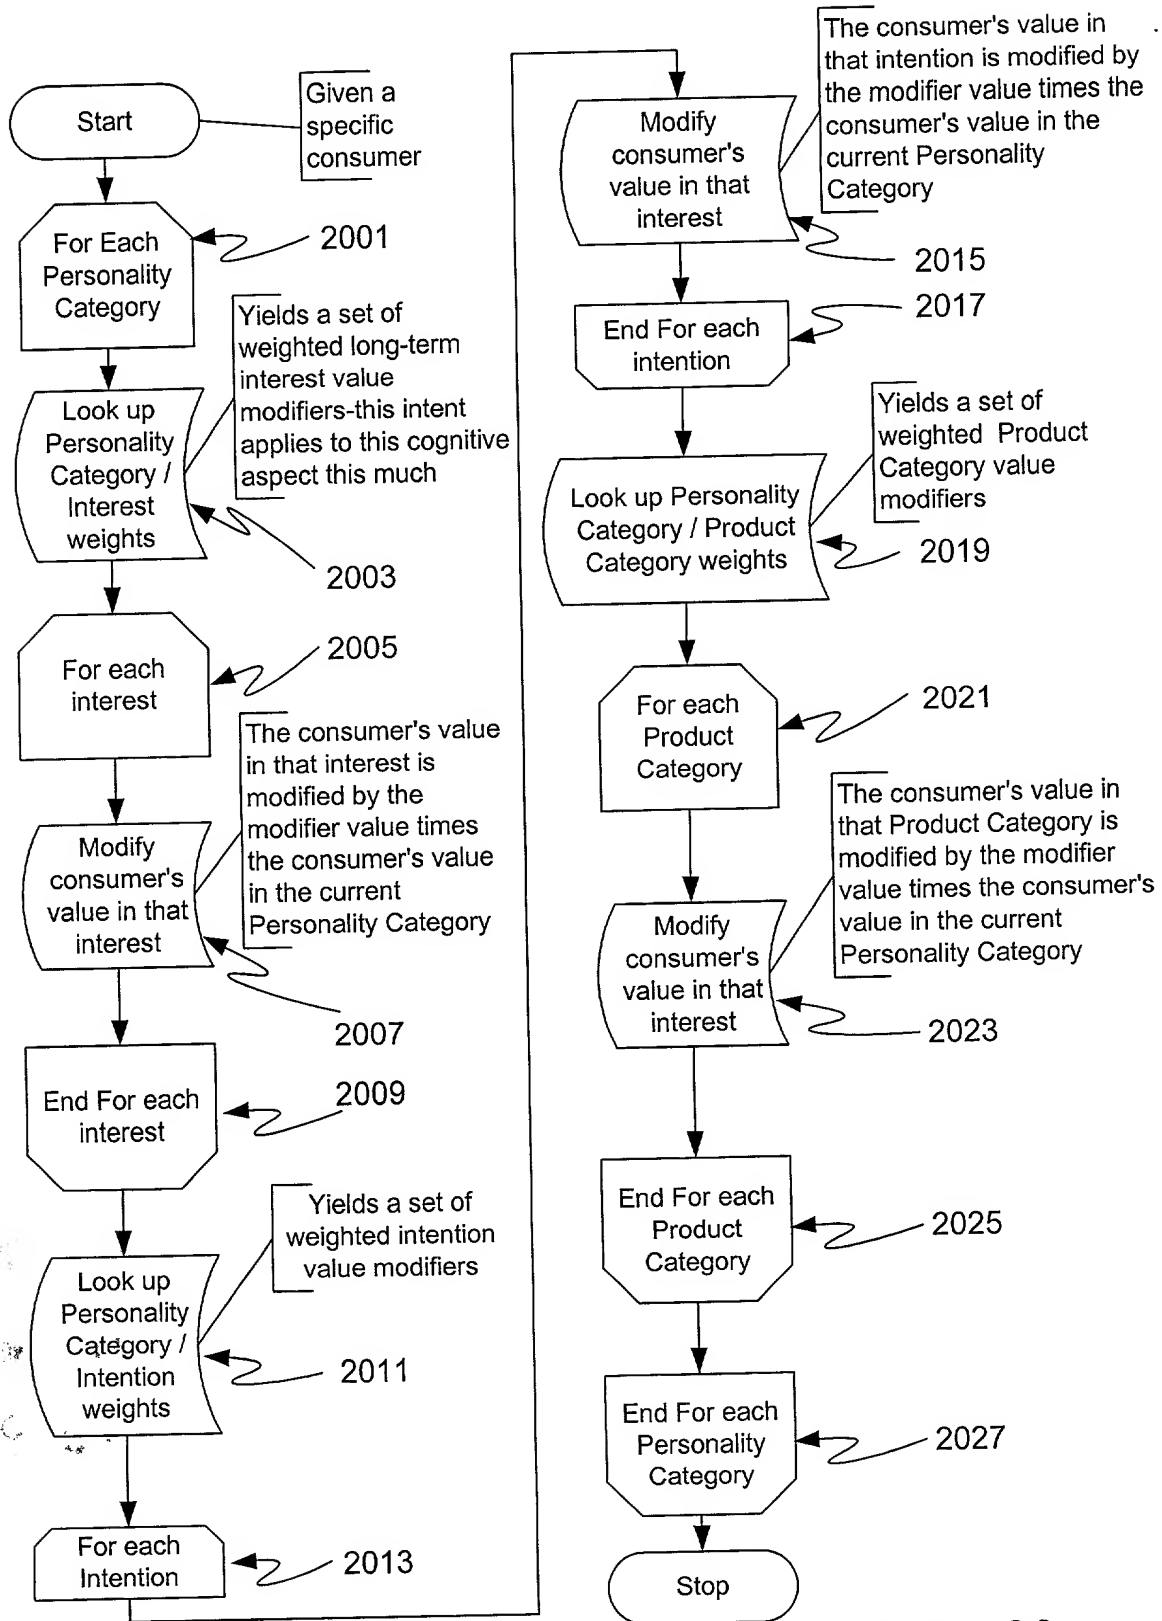 Start
Given a
specific
consumer
For Each
Personality
Category
2001
Yields a set of
weighted long-term
interest value
modifiers-this intent
applies to this cognitive
aspect this much
Look up
Personality
Category /
Interest
weights
2003
For each
interest
2005
The consumer's value
in that interest is
modified by the
modifier value times
the consumer's value
in the current
Personality Category
Modify
consumer's
value in that
interest
2007
End For each
interest
2009
Yields a set of
weighted intention
value modifiers
Look up
Personality
Category /
Intention
weights
2011
For each
Intention
2013
The consumer's value in
that intention is modified by
the modifier value times the
consumer's value in the
current Personality
Category
Modify
consumer's
value in that
interest
2015
End For each
intention
2017
Yields a set of
weighted Product
Category value
modifiers
Look up Personality
Category / Product
Category weights
2019
For each
Product
Category
2021
The consumer's value in
that Product Category is
modified by the modifier
value times the consumer's
value in the current
Personality Category
Modify
consumer's
value in that
interest
2023
End For each
Product
Category
2025
End For each
Personality
Category
2027
Stop